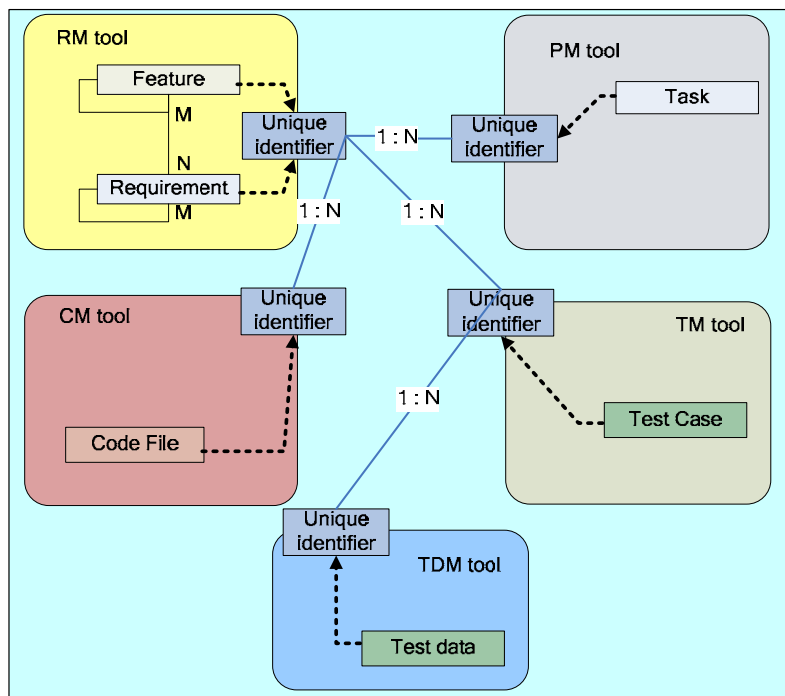 RM tool
Feature
M
N
Requirement
M
Unique
identifier
1 : N
Unique
identifier
PM tool
Task
1 : N
1 : N
CM tool
Unique
identifier
Code File
Unique
identifier
TM tool
Test Case
1 : N
Unique
identifier
TDM tool
Test data